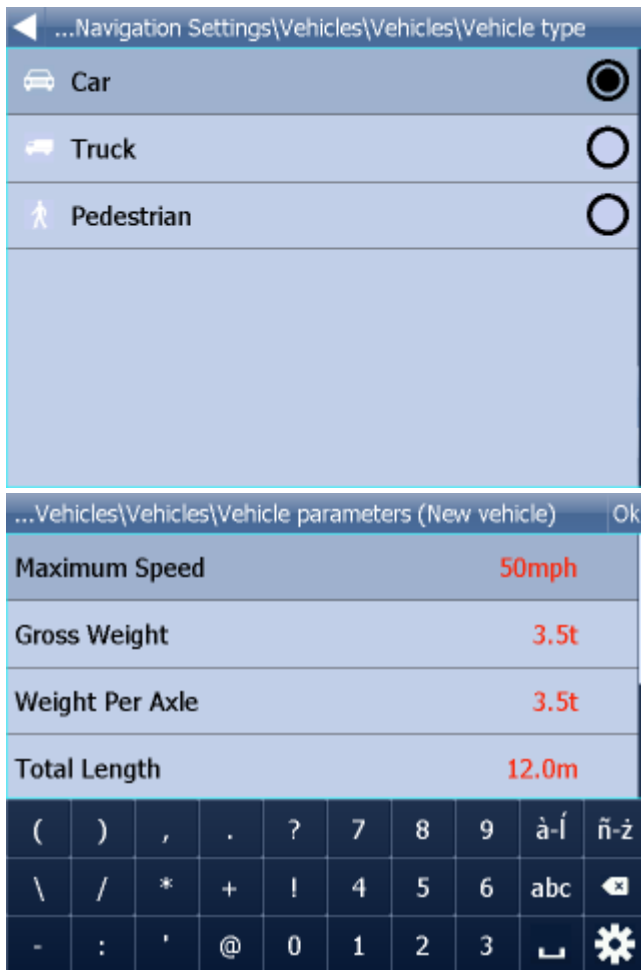 ...Navigation Settings\Vehicles\Vehicles\Vehicle type
Car
Truck
Pedestrian
...Vehicles\Vehicles\Vehicle parameters (New vehicle) Ok
Maximum Speed 50mph
Gross Weight 3.5t
Weight Per Axle 3.5t
Total Length 12.0m
( ) , . ? 7 8 9 à-Í ñ-ż
\ / * + ! 4 5 6 abc
- : ' @ 0 1 2 3